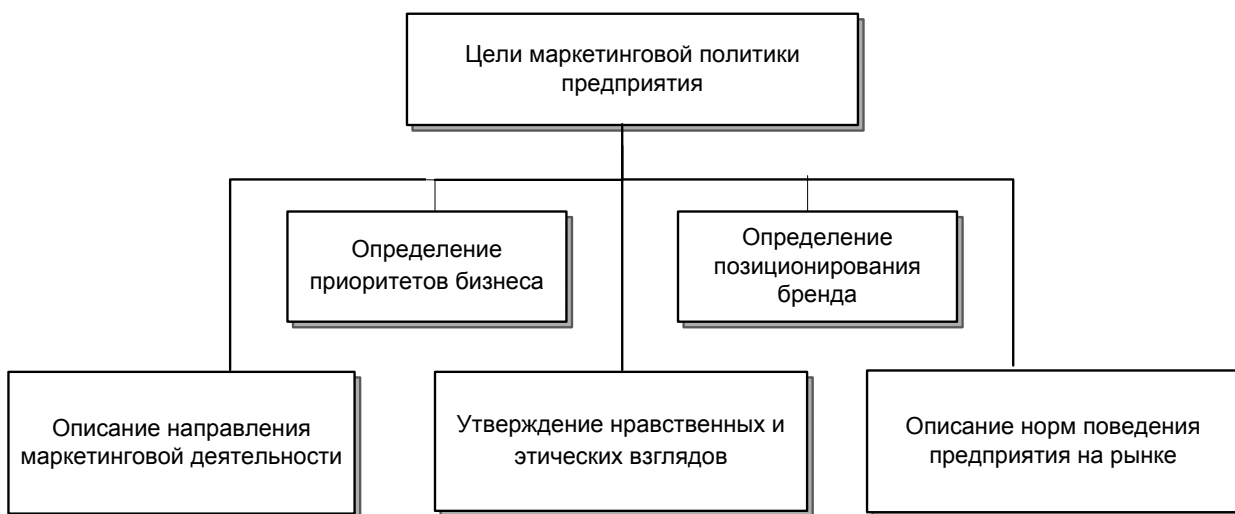 Цели маркетинговой политики
предприятия
Определение
приоритетов бизнеса
Определение
позиционирования
бренда
Описание направления
маркетинговой деятельности
Утверждение нравственных и
этических взглядов
Описание норм поведения
предприятия на рынке